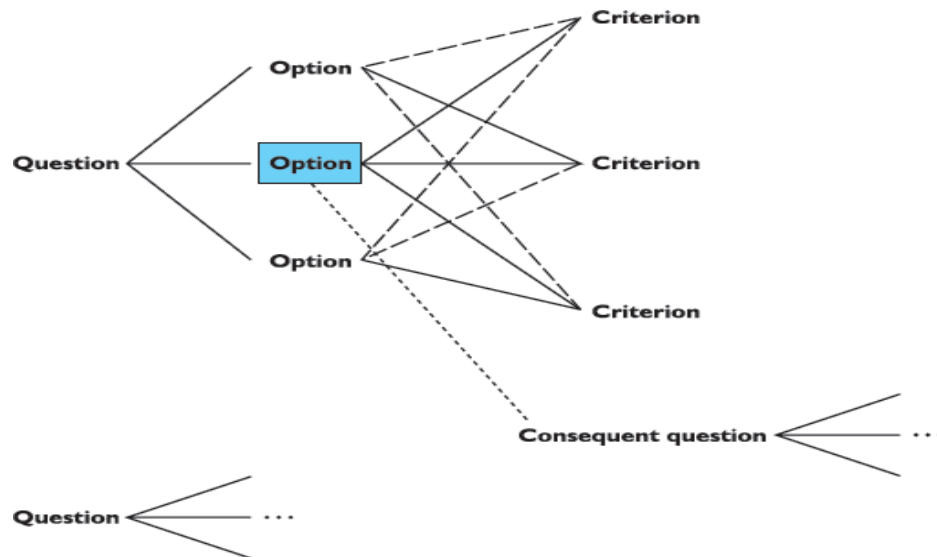 Criterion
Option
Question
Option
Criterion
Option
Criterion
Consequent question
...
Question
...